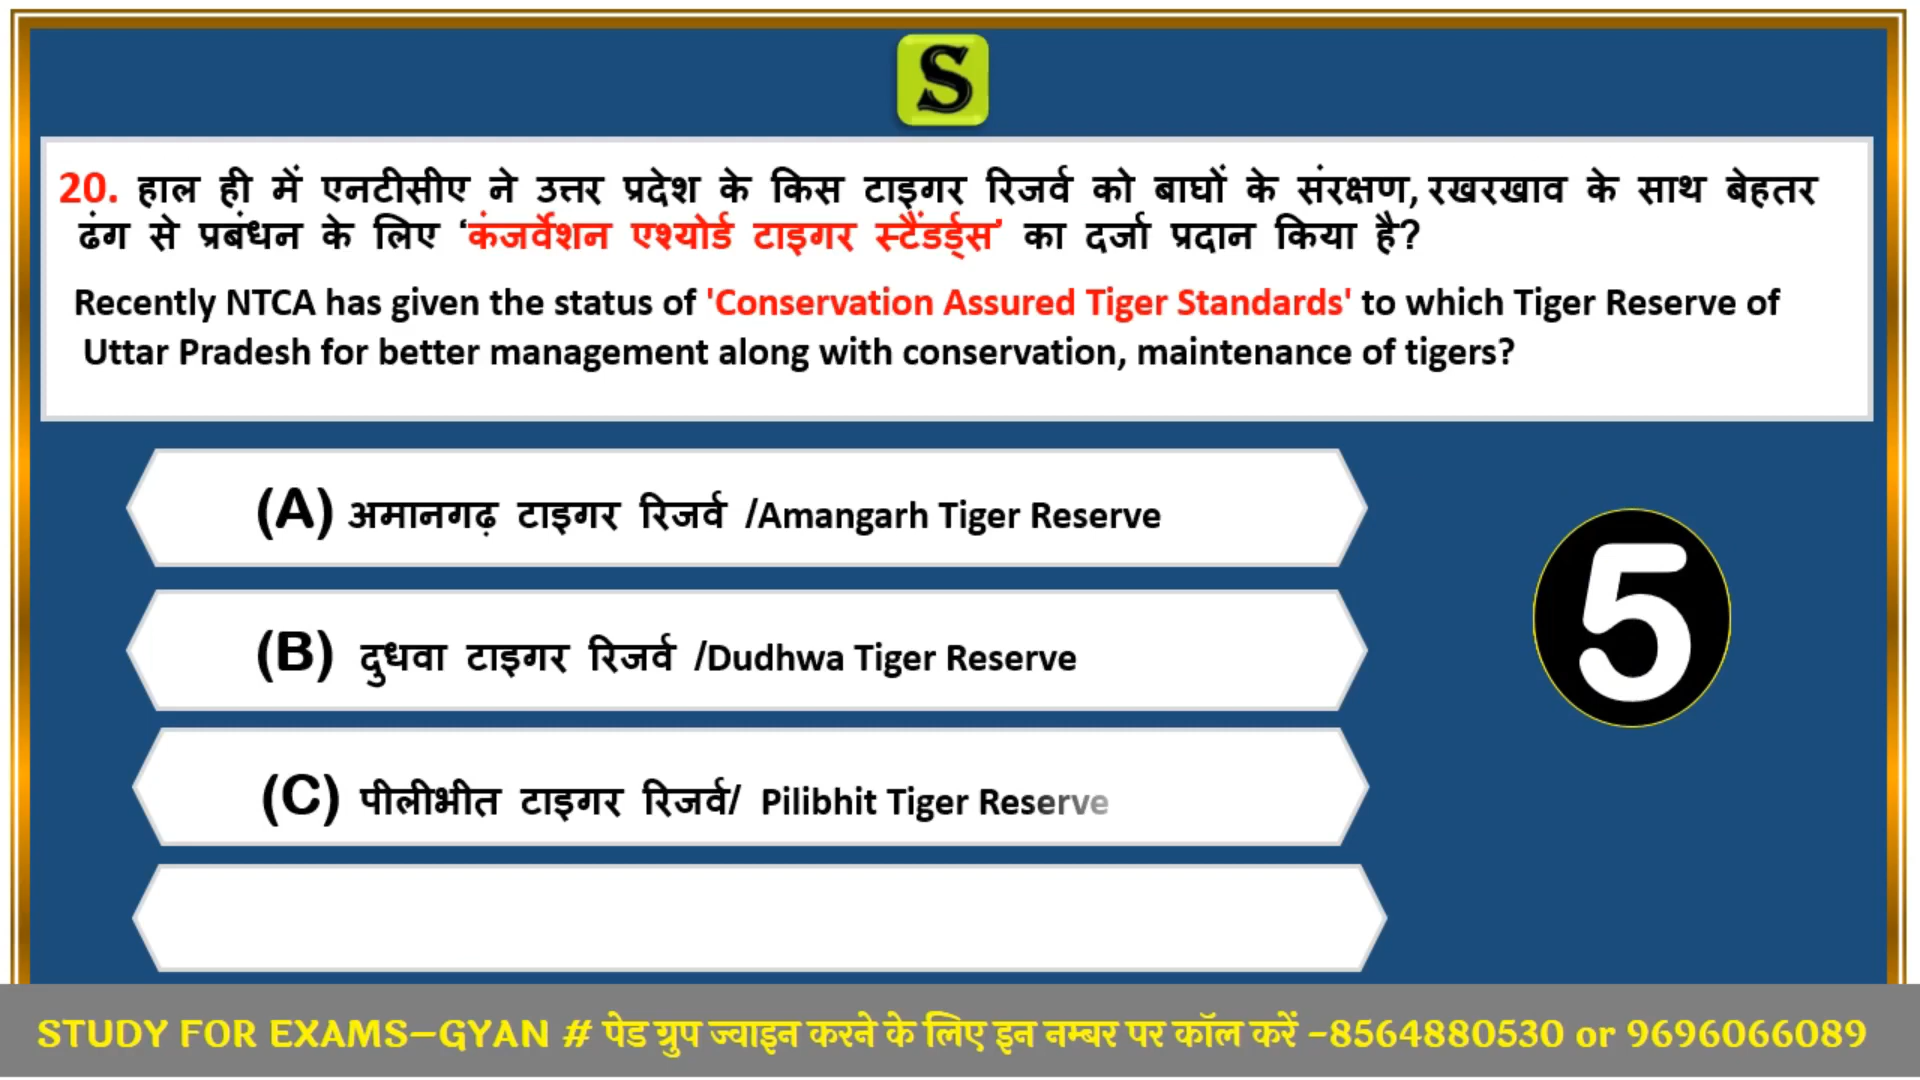 S
20. हाल ही में एनटीसीए ने उत्तर प्रदेश के किस टाइगर रिजर्व को बाघों के संरक्षण, रखरखाव के साथ बेहतर
ढंग से प्रबंधन के लिए 'कंजर्वेशन एश्योर्ड टाइगर स्टैंडर्ड्स' का दर्जा प्रदान किया है?
Recently NTCA has given the status of 'Conservation Assured Tiger Standards' to which Tiger Reserve of
Uttar Pradesh for better management along with conservation, maintenance of tigers?
(A) अमानगढ़ टाइगर रिजर्व /Amangarh Tiger Reserve
(B) दुधवा टाइगर रिजर्व /Dudhwa Tiger Reserve
5
(C) पीलीभीत टाइगर रिजर्व/ Pilibhit Tiger Reserve
STUDY FOR EXAMS–GYAN # पेड ग्रुप ज्वाइन करने के लिए इन नम्बर पर कॉल करें -8564880530 or 9696066089